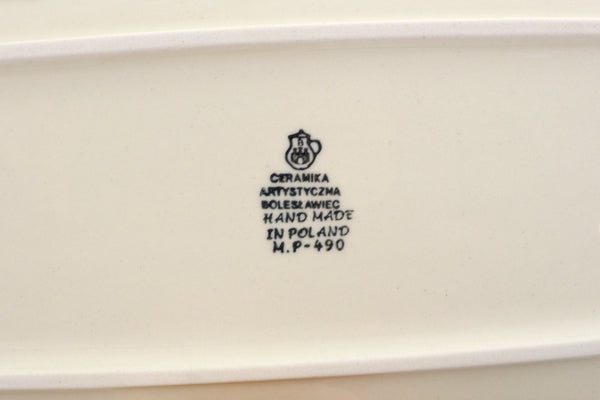 B
CERAMIKA
ARTYSTYCZNA
BOLESŁAWIEC
HAND MADE
IN POLAND
M.P-490